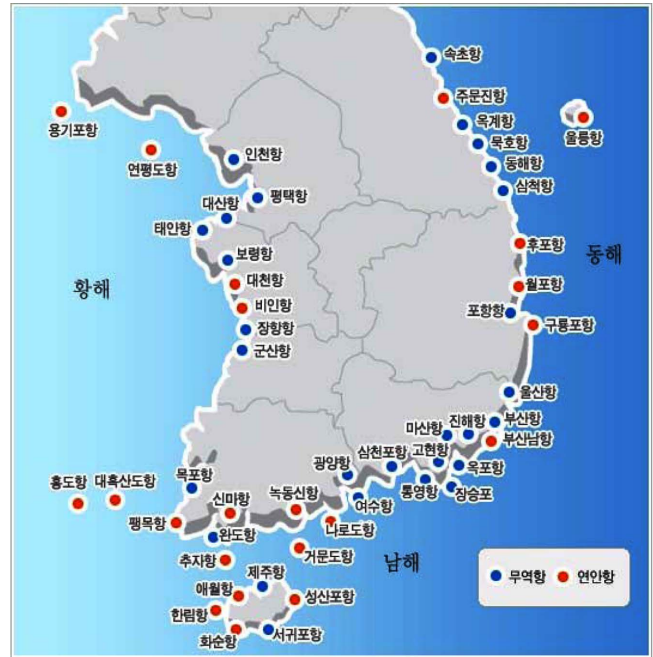 속초항
주문진항
옥계항
묵호항
울릉항
동해항
삼척항
용기포항
연평도항
인천항
평택항
대산항
태안항
보령항
대천항
비인항
장항항
군산항
황해
후포항
동해
월포항
포항항
구룡포항
울산항
부산항
진해항
마산항
부산남항
고현항
삼천포항
광양항
옥포항
통영항
장승포
여수항
목포항
홍도항
대흑산도항
신마항
녹동신항
팽목항
완도항
나로도항
거문도항
남해
추지항
제주항
애월항
성산포항
한림항
화순항
서귀포항
무역항
연안항